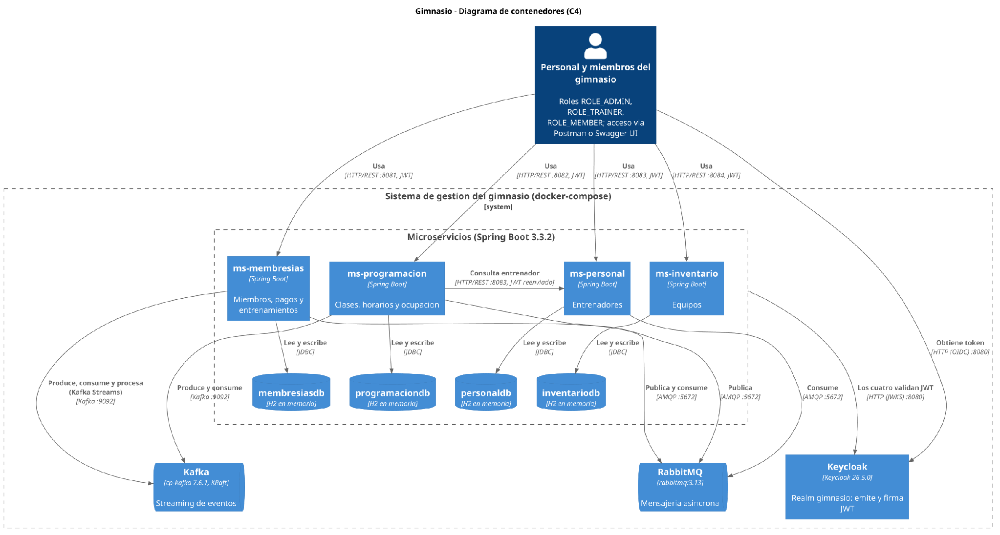 Gimnasio - Diagrama de contenedores (C4)
Personal y miembros del
gimnasio
Roles ROLE_ADMIN,
ROLE_TRAINER,
ROLE_MEMBER; acceso via
Postman o Swagger UI
Usa
[HTTP/REST :8081, JWT]
Usa
[HTTP/REST :8082, JWT]
Usa
[HTTP/REST :8083, JWT]
Usa
[HTTP/REST :8084, JWT]
Sistema de gestion del gimnasio (docker-compose)
[system]
Microservicios (Spring Boot 3.3.2)
ms-membresias
[Spring Boot]
Miembros, pagos y
entrenamientos
ms-programacion
[Spring Boot]
Clases, horarios y ocupacion
Consulta entrenador
[HTTP/REST :8083, JWT reenviado]
ms-personal
[Spring Boot]
Entrenadores
ms-inventario
[Spring Boot]
Equipos
Lee y escribe
[JDBC]
Lee y escribe
[JDBC]
Lee y escribe
[JDBC]
Lee y escribe
[JDBC]
Obtiene token
[HTTP (OIDC) :8080]
Produce, consume y procesa
(Kafka Streams)
[Kafka :9092]
Produce y consume
[Kafka :9092]
membresiasdb
[H2 en memoria]
programaciondb
[H2 en memoria]
personaldb
[H2 en memoria]
inventariodb
[H2 en memoria]
Publica y consume
[AMQP :5672]
Publica
[AMQP :5672]
Consume
[AMQP :5672]
Los cuatro validan JWT
[HTTP (JWKS) :8080]
Kafka
[cp-kafka 7.6.1, KRaft]
Streaming de eventos
RabbitMQ
[rabbitmq:3.13]
Mensajeria asincrona
Keycloak
[Keycloak 26.5.0]
Realm gimnasio: emite y firma
JWT